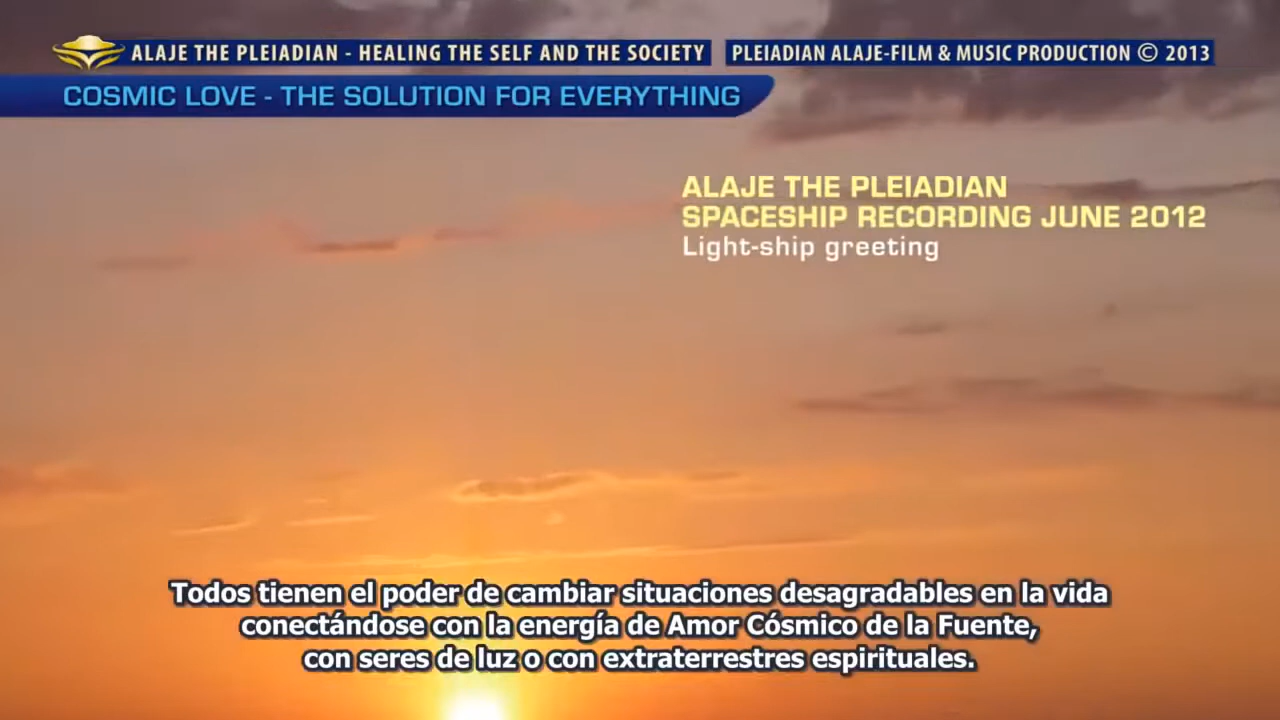 ALAJE THE PLEIADIAN - HEALING THE SELF AND THE SOCIETY
PLEIADIAN ALAJE-FILM & MUSIC PRODUCTION © 2013
COSMIC LOVE - THE SOLUTION FOR EVERYTHING
ALAJE THE PLEIADIAN
SPACESHIP RECORDING JUNE 2012
Light-ship greeting
Todos tienen el poder de cambiar situaciones desagradables en la vida
conectándose con la energía de Amor Cósmico de la Fuente,
con seres de luz o con extraterrestres espirituales.